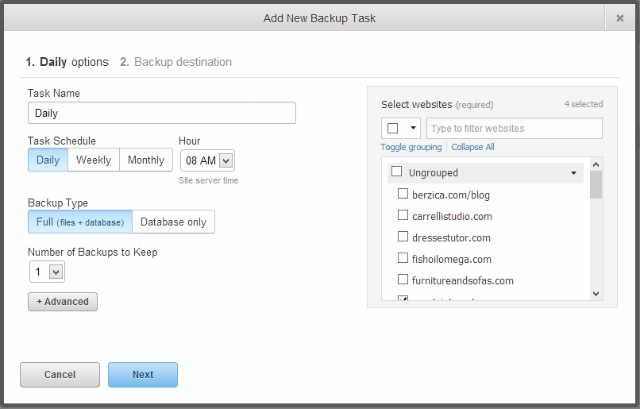 Add New Backup Task
1. Daily options 2. Backup destination
Task Name
Daily
Task Schedule
Hour
Daily Weekly Monthly
08 AM
Site server time
Backup Type
Full (files + database) Database only
Number of Backups to Keep
1
+ Advanced
Cancel Next
Select websites (required) 4 selected
Type to filter websites
Toggle grouping Collapse All
Ungrouped
berzica.com/blog
carrellistudio.com
dressestutor.com
fishoilomega.com
furnitureandsofas.com